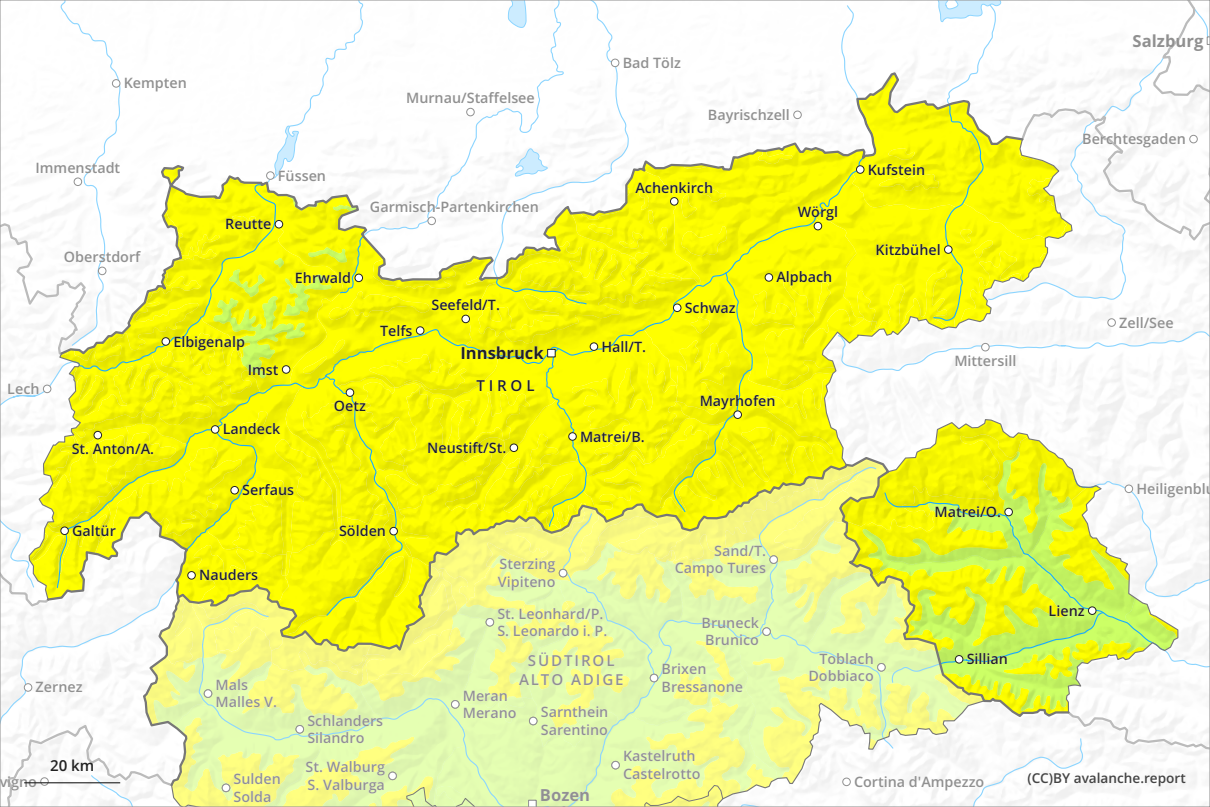 Salzburg
Bad Tölz
Kempten
Murnau/Staffelsee
Bayrischzell
Berchtesgaden
Immenstadt
Füssen
Kufstein
Achenkirch
Garmisch-Partenkirchen
Wörgl
Reutte
Kitzbühel
Oberstdorf
Ehrwald
Alpbach
Seefeld/T.
Schwaz
Zell/See
Telfs
Elbigenalp
Hall/T.
Innsbruck
Mittersill
Imst
TIROL
Lech
Mayrhofen
Oetz
Landeck
Matrei/B.
St. Anton/A.
Neustift/St.
Serfaus
Heiligenblu
Matrei/O.
Galtür
Sölden
Sand/T.
Campo Tures
Sterzing
Vipiteno
Nauders
Lienz
St. Leonhard/P.
S. Leonardo i. P.
Bruneck
Brunico
SÜDTIROL
ALTO ADIGE
Sillian
Toblach
Dobbiaco
Brixen
Bressanone
Zernez
Mals
Malles V.
Meran
Merano
Sarnthein
Sarentino
Schlanders
Silandro
Kastelruth
Castelrotto
20 km
St. Walburg
S. Valburga
Sulden
Solda
vigno
Cortina d'Ampezzo
(CC)BY avalanche.report
Bozen